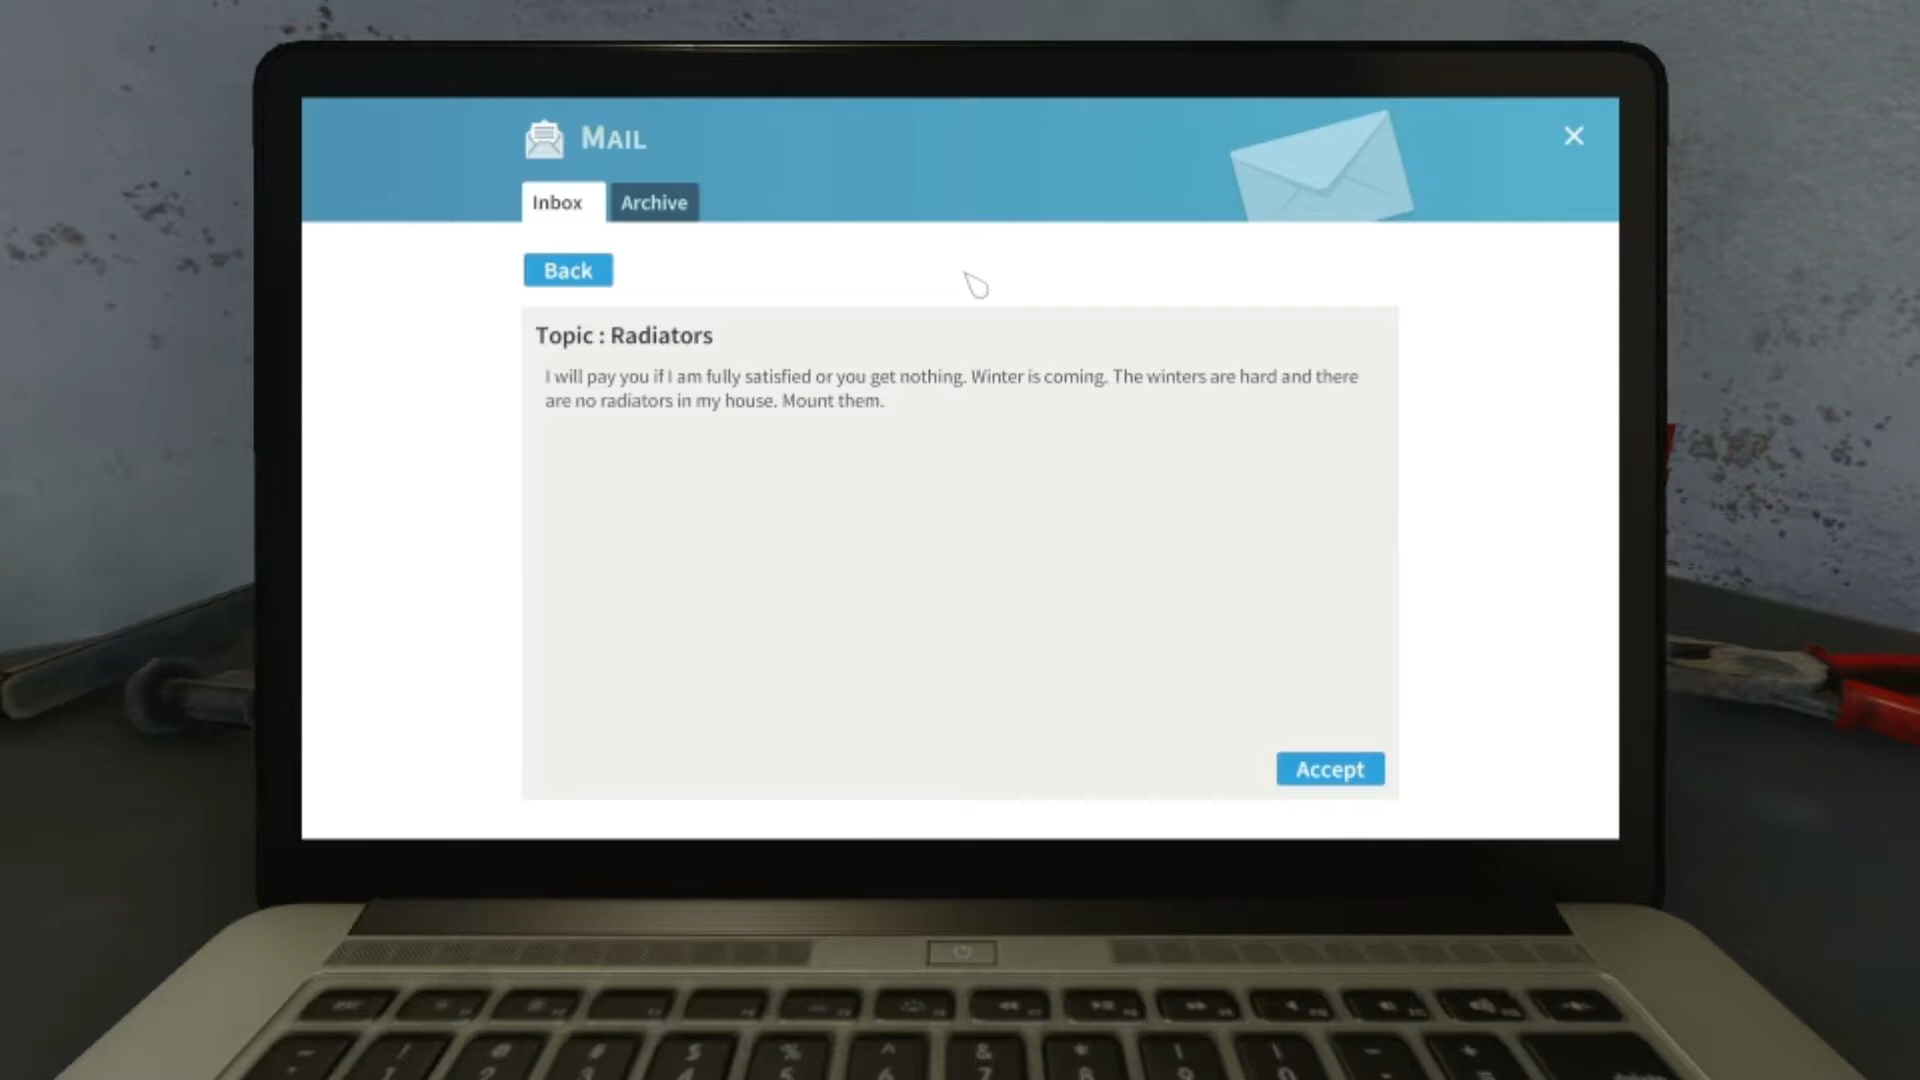 MAIL
Inbox Archive
Back
Topic : Radiators
I will pay you if I am fully satisfied or you get nothing. Winter is coming. The winters are hard and there
are no radiators in my house. Mount them.
Accept